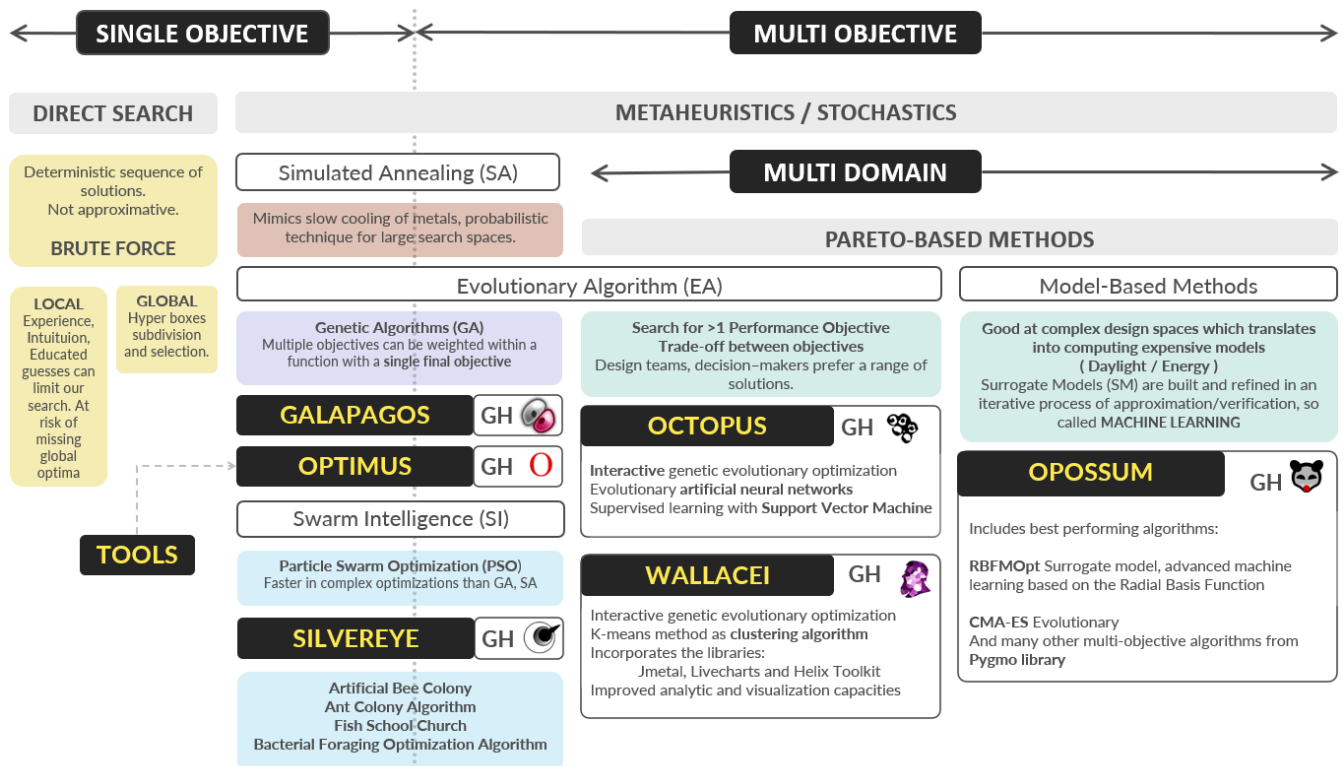 SINGLE OBJECTIVE
MULTI OBJECTIVE
DIRECT SEARCH
METAHEURISTICS / STOCHASTICS
Deterministic sequence of
solutions.
Not approximative.
BRUTE FORCE
LOCAL
Experience,
Intituion,
Educated
guesses can
limit our
search. At
risk of
missing
global
optima
GLOBAL
Hyper boxes
subdivision
and selection.
TOOLS
Simulated Annealing (SA)
Mimics slow cooling of metals, probabilistic
technique for large search spaces.
MULTI DOMAIN
PARETO-BASED METHODS
Evolutionary Algorithm (EA)
Genetic Algorithms (GA)
Multiple objectives can be weighted within a
function with a single final objective
GALAPAGOS
GH
OPTIMUS
GH O
Swarm Intelligence (SI)
Particle Swarm Optimization (PSO)
Faster in complex optimizations than GA, SA
SILVEREYE
GH
Artificial Bee Colony
Ant Colony Algorithm
Fish School Church
Bacterial Foraging Optimization Algorithm
Search for >1 Performance Objective
Trade-off between objectives
Design teams, decision–makers prefer a range of
solutions.
OCTOPUS
GH
Interactive genetic evolutionary optimization
Evolutionary artificial neural networks
Supervised learning with Support Vector Machine
WALLACEI
GH
Interactive genetic evolutionary optimization
K-means method as clustering algorithm
Incorporates the libraries:
Jmetal, Livecharts and Helix Toolkit
Improved analytic and visualization capacities
Model-Based Methods
Good at complex design spaces which translates
into computing expensive models
( Daylight / Energy )
Surrogate Models (SM) are built and refined in an
iterative process of approximation/verification, so
called MACHINE LEARNING
OPOSSUM
GH
Includes best performing algorithms:
RBFMOpt Surrogate model, advanced machine
learning based on the Radial Basis Function
CMA-ES Evolutionary
And many other multi-objective algorithms from
Pygmo library